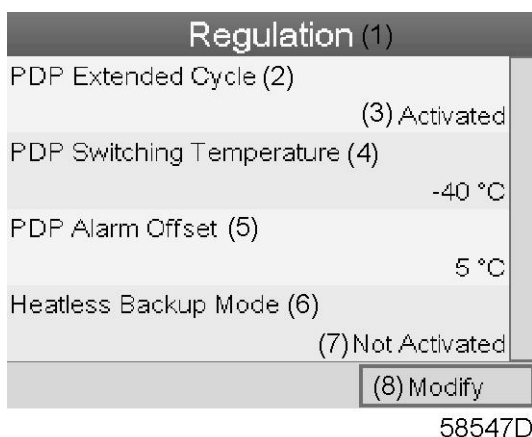 Regulation (1)
PDP Extended Cycle (2)
(3) Activated
PDP Switching Temperature (4)
-40 °C
PDP Alarm Offset (5)
5 °C
Heatless Backup Mode (6)
(7) Not Activated
(8) Modify
58547D